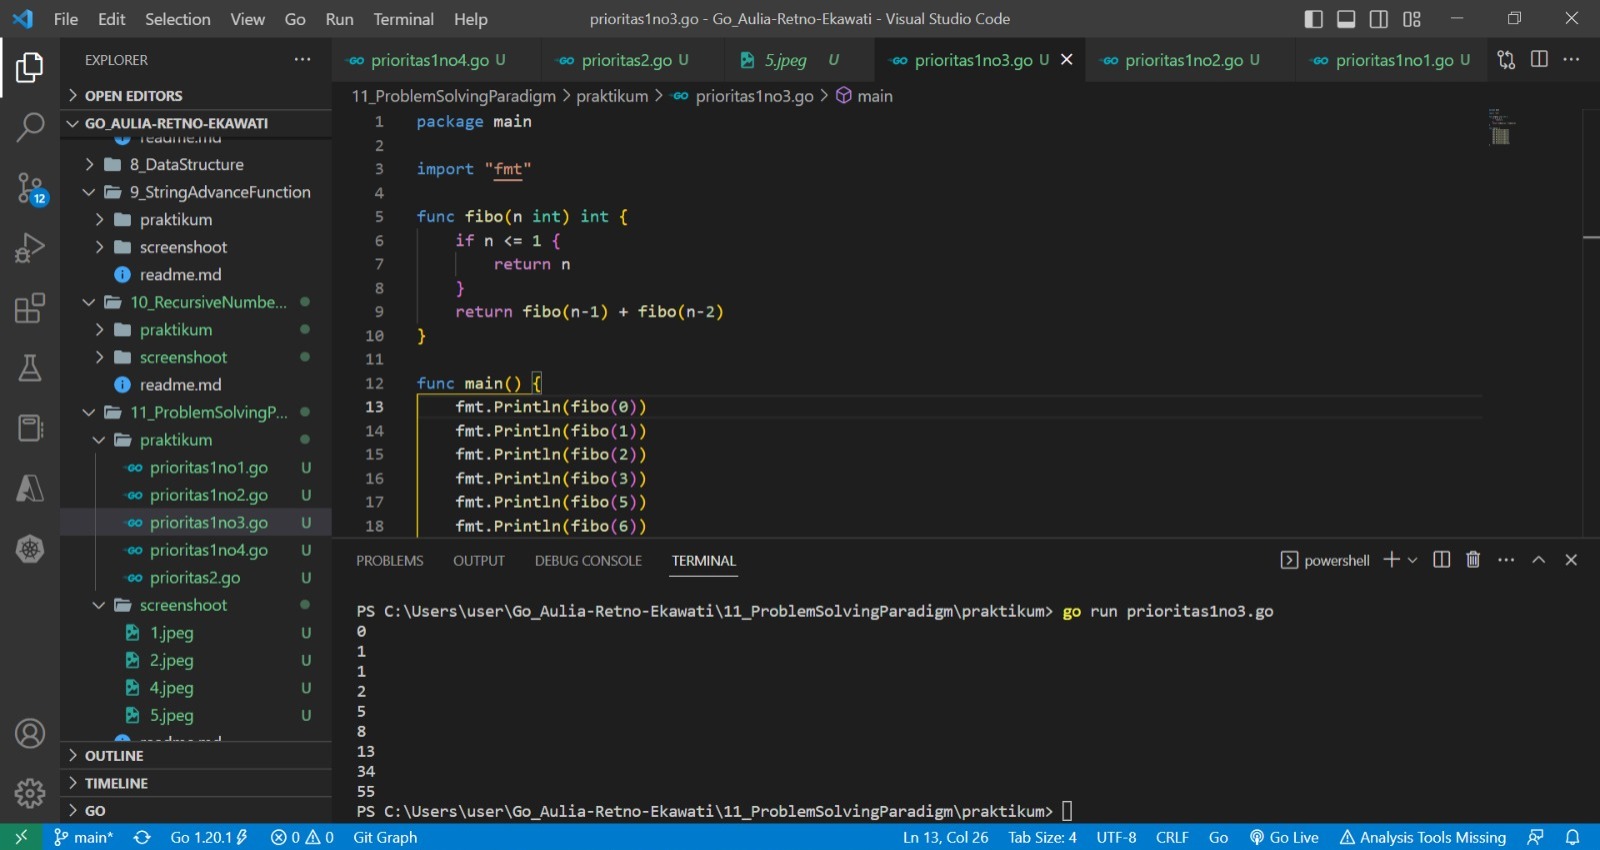 File Edit Selection View Go Run Terminal Help
prioritas1no3.go - Go_Aulia-Retno-Ekawati - Visual Studio Code
EXPLORER
OPEN EDITORS
GO_AULIA-RETNO-EKAWATI
readme.md
8_DataStructure
9_StringAdvanceFunction
praktikum
screenshoot
readme.md
10_RecursiveNumbe...
praktikum
screenshoot
readme.md
11_ProblemSolvingP...
praktikum
prioritas1no1.go U
prioritas1no2.go U
prioritas1no3.go U
prioritas1no4.go U
prioritas2.go U
screenshoot
1.jpeg U
2.jpeg U
4.jpeg U
5.jpeg U
OUTLINE
TIMELINE
GO
12
prioritas1no4.go U prioritas2.go U 5.jpeg U prioritas1no3.go U prioritas1no2.go U prioritas1no1.go U
11_ProblemSolvingParadigm > praktikum > prioritas1no3.go > main
1 package main
2
3 import "fmt"
4
5 func fibo(n int) int {
6 if n <= 1 {
7 return n
8 }
9 return fibo(n-1) + fibo(n-2)
10 }
11
12 func main() {
13 fmt.Println(fibo(0))
14 fmt.Println(fibo(1))
15 fmt.Println(fibo(2))
16 fmt.Println(fibo(3))
17 fmt.Println(fibo(5))
18 fmt.Println(fibo(6))
PROBLEMS OUTPUT DEBUG CONSOLE TERMINAL powershell
PS C:\Users\user\Go_Aulia-Retno-Ekawati\11_ProblemSolvingParadigm\praktikum> go run prioritas1no3.go
0
1
1
2
5
8
13
34
55
PS C:\Users\user\Go_Aulia-Retno-Ekawati\11_ProblemSolvingParadigm\praktikum>
main* Go 1.20.1 0 0 Git Graph Ln 13, Col 26 Tab Size: 4 UTF-8 CRLF Go Go Live Analysis Tools Missing